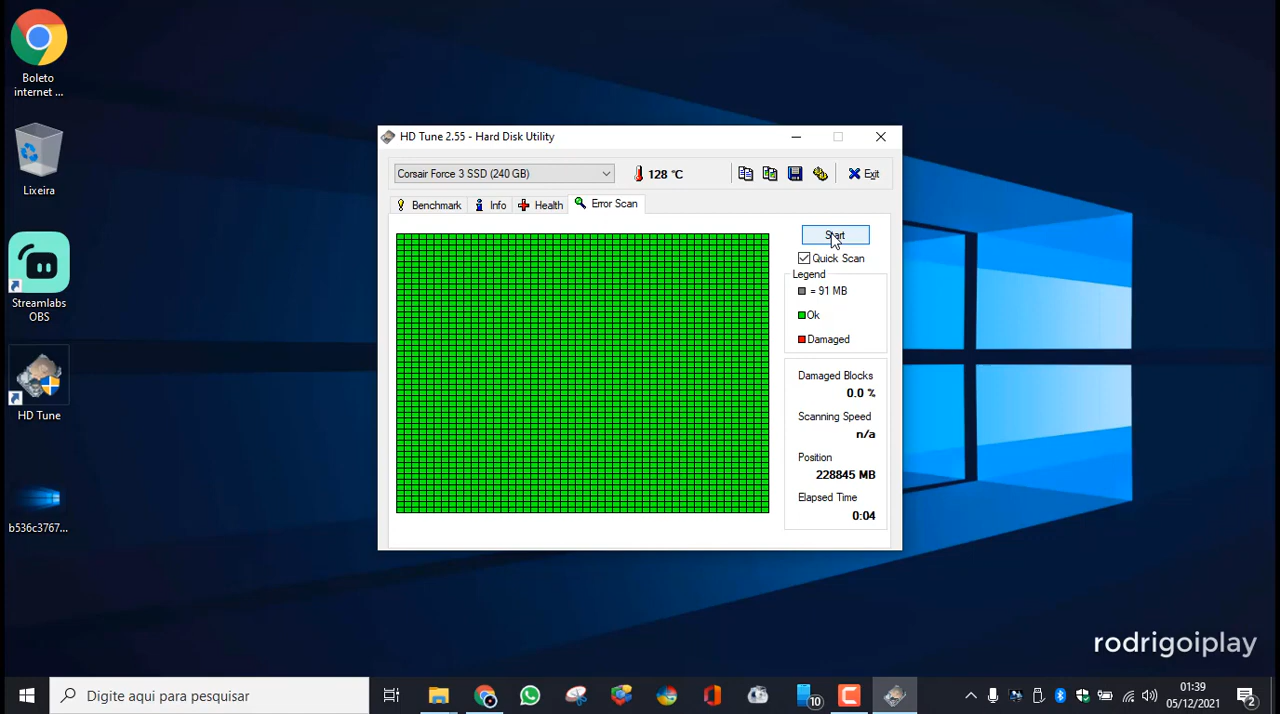 Boleto
internet ...
Lixeira
Streamlabs
OBS
HD Tune
b536c3767...
HD Tune 2.55 - Hard Disk Utility
Corsair Force 3 SSD (240 GB)
128 °C
Exit
Benchmark
Info
Health
Error Scan
Start
Quick Scan
Legend
= 91 MB
Ok
Damaged
Damaged Blocks
0.0 %
Scanning Speed
n/a
Position
228845 MB
Elapsed Time
0:04
rodrigoiplay
Digite aqui para pesquisar
10
01:39
05/12/2021
2